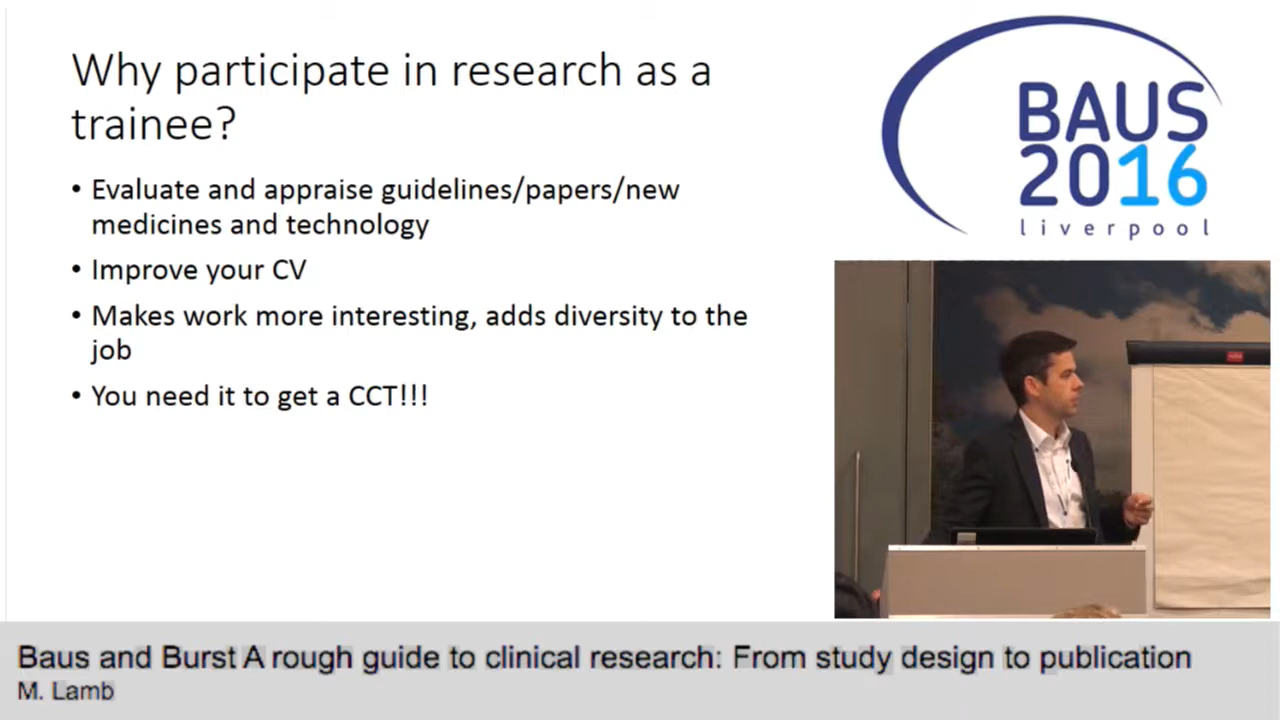 Why participate in research as a
trainee?
• Evaluate and appraise guidelines/papers/new
medicines and technology
• Improve your CV
• Makes work more interesting, adds diversity to the
job
• You need it to get a CCT!!!
BAUS
2016
liverpool
Baus and Burst A rough guide to clinical research: From study design to publication
M. Lamb